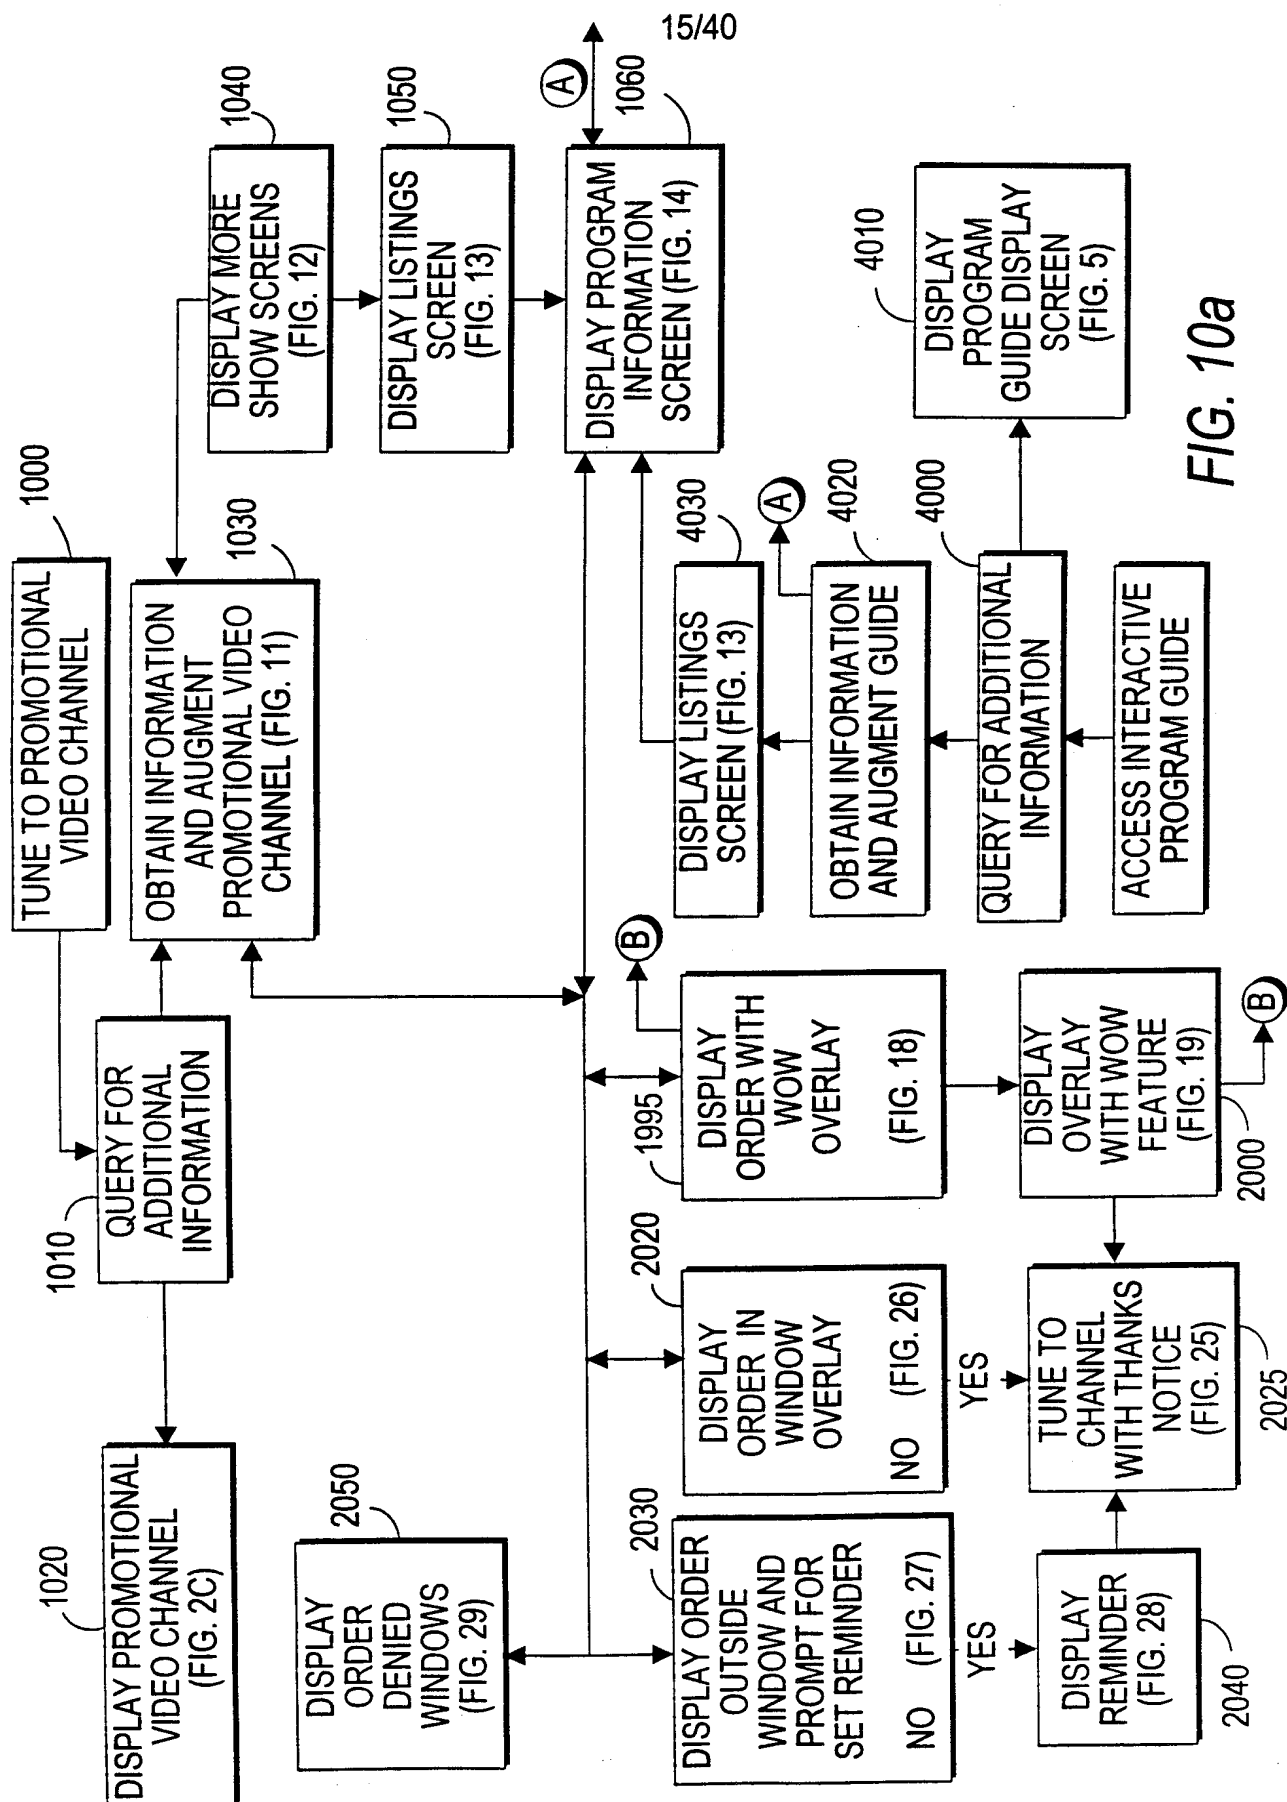 15/40
TUNE TO PROMOTIONAL
VIDEO CHANNEL
1000
1010
QUERY FOR
ADDITIONAL
INFORMATION
1020
DISPLAY PROMOTIONAL
VIDEO CHANNEL
(FIG. 2C)
OBTAIN INFORMATION
AND AUGMENT
PROMOTIONAL VIDEO
CHANNEL (FIG. 11)
1030
DISPLAY MORE
SHOW SCREENS
(FIG. 12)
1040
DISPLAY LISTINGS
SCREEN
(FIG. 13)
1050
DISPLAY PROGRAM
INFORMATION
SCREEN (FIG. 14)
1060
A
2050
DISPLAY
ORDER
DENIED
WINDOWS
(FIG. 29)
2030
DISPLAY ORDER
OUTSIDE
WINDOW AND
PROMPT FOR
SET REMINDER
NO (FIG. 27)
YES
DISPLAY
REMINDER
(FIG. 28)
2040
2020
DISPLAY
ORDER IN
WINDOW
OVERLAY
NO (FIG. 26)
YES
TUNE TO
CHANNEL
WITH THANKS
NOTICE
(FIG. 25)
2025
1995
DISPLAY
ORDER WITH
WOW
OVERLAY
(FIG. 18)
B
DISPLAY
OVERLAY
WITH WOW
FEATURE
(FIG. 19)
2000
B
DISPLAY LISTINGS
SCREEN (FIG. 13)
4030
A
OBTAIN INFORMATION
AND AUGMENT GUIDE
4020
QUERY FOR ADDITIONAL
INFORMATION
4000
ACCESS INTERACTIVE
PROGRAM GUIDE
4010
DISPLAY
PROGRAM
GUIDE DISPLAY
SCREEN
(FIG. 5)
FIG. 10a